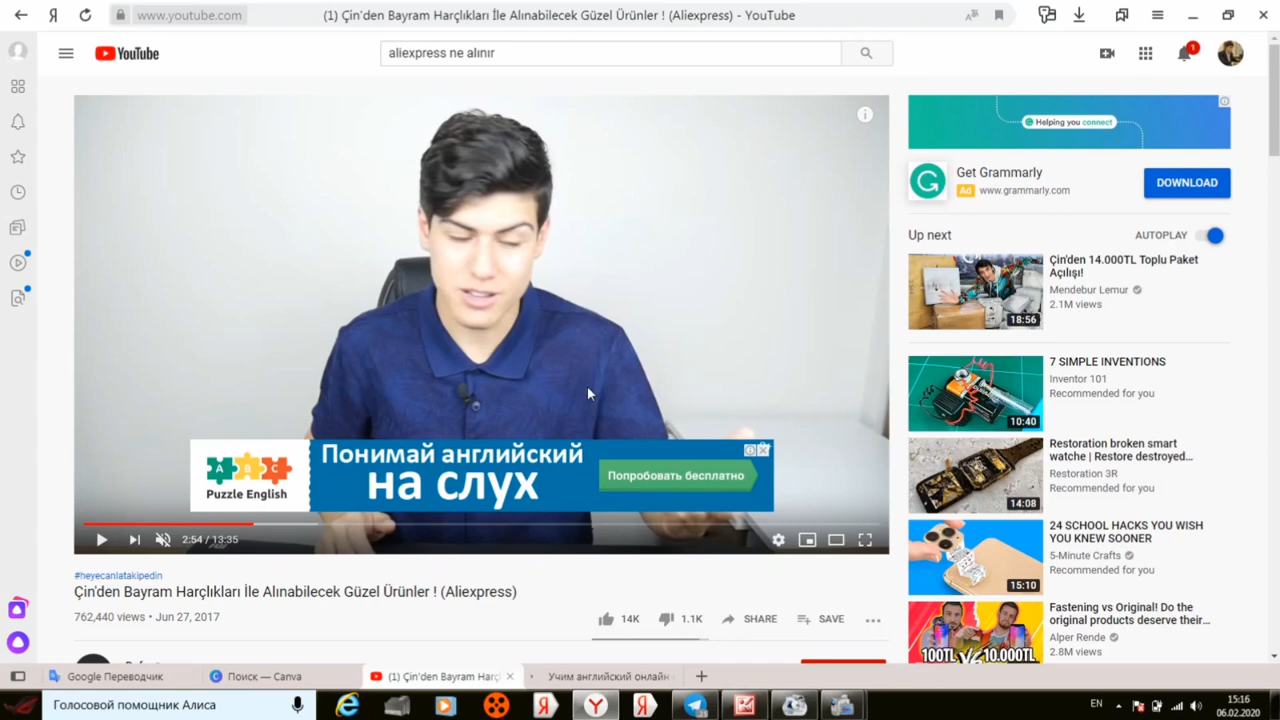 Я
www.youtube.com
(1) Çin'den Bayram Harçlıkları İle Alınabilecek Güzel Ürünler ! (Aliexpress) - YouTube
YouTube
aliexpress ne alınır
1
Helping you connect
Get Grammarly
Ad www.grammarly.com
DOWNLOAD
Up next
AUTOPLAY
Çin'den 14.000TL Toplu Paket
Açılışı!
Mendebur Lemur
2.1M views
18:56
7 SIMPLE INVENTIONS
Inventor 101
Recommended for you
10:40
Restoration broken smart
watche | Restore destroyed...
Restoration 3R
Recommended for you
14:08
24 SCHOOL HACKS YOU WISH
YOU KNEW SOONER
5-Minute Crafts
Recommended for you
15:10
Fastening vs Original! Do the
original products deserve their...
Alper Rende
2.8M views
100TL VS 10.000TL
Понимай английский
на слух
Попробовать бесплатно
Puzzle English
2:54 / 13:35
#heyecanlatakipedin
Çin'den Bayram Harçlıkları İle Alınabilecek Güzel Ürünler ! (Aliexpress)
762,440 views • Jun 27, 2017
14K
1.1K
SHARE
SAVE
Google Переводчик
Поиск — Canva
(1) Çin'den Bayram Harçl
Учим английский онлайн
Голосовой помощник Алиса
EN
15:16
06.02.2020